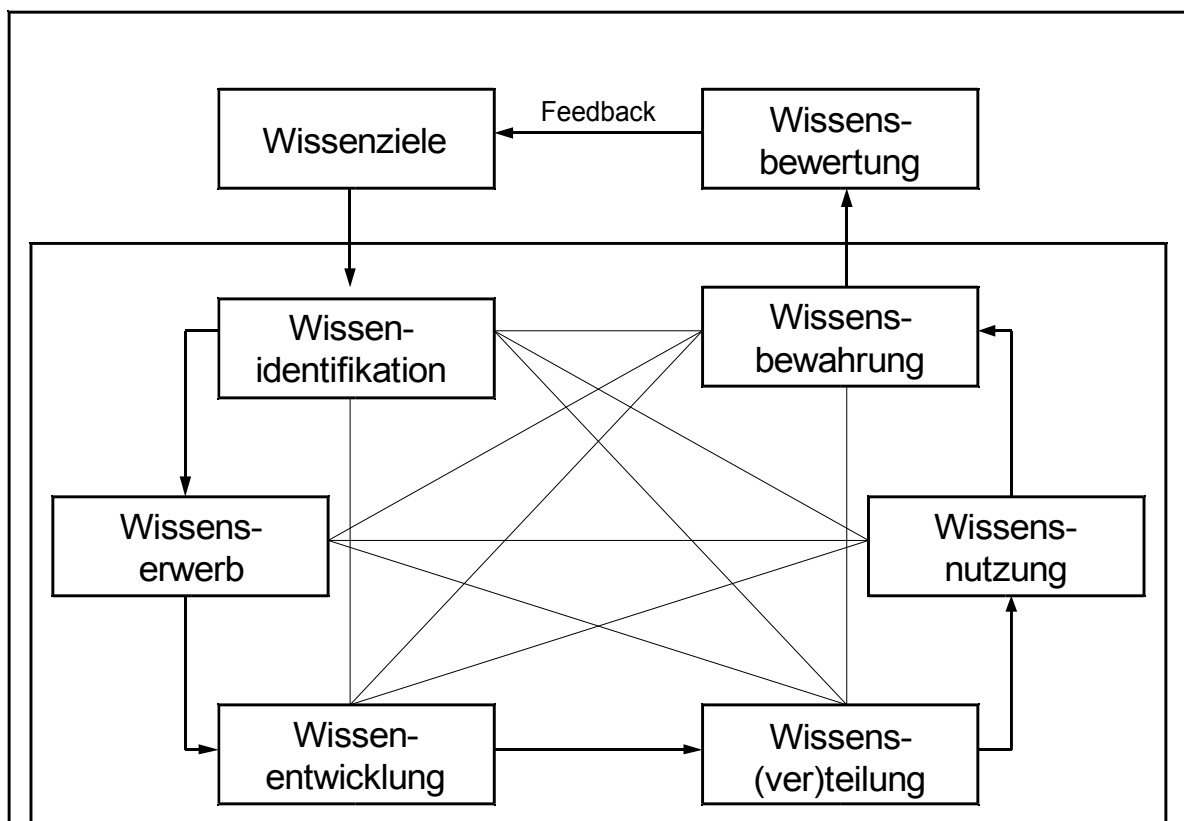 Wissenziele
Feedback
Wissens-
bewertung
Wissen-
identifikation
Wissens-
bewahrung
Wissens-
erwerb
Wissens-
nutzung
Wissen-
entwicklung
Wissens-
(ver)teilung